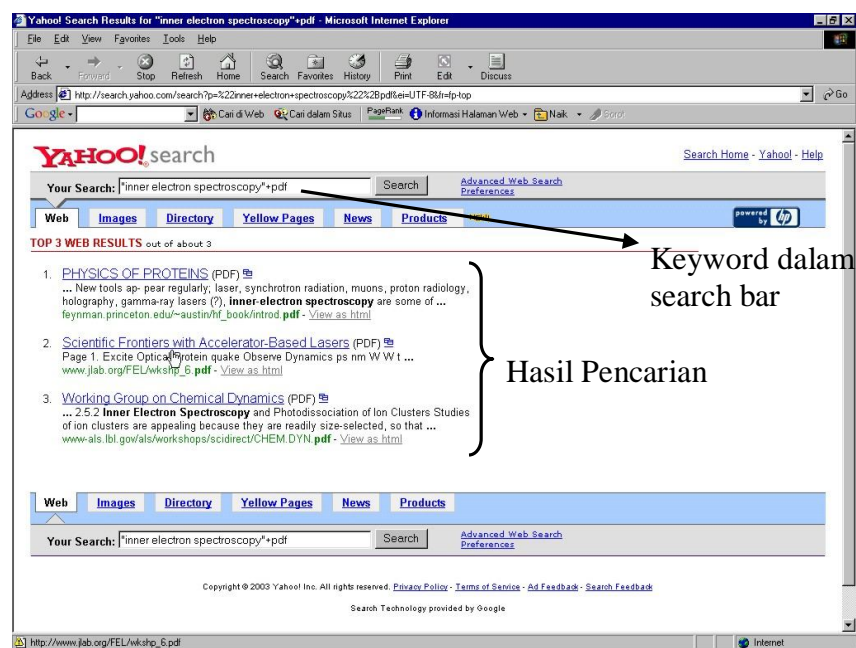 Yahoo! Search Results for "inner electron spectroscopy"+pdf - Microsoft Internet Explorer
File Edit View Favorites Tools Help
Back Forward Stop Refresh Home Search Favorites History Print Edit Discuss
Address http://search.yahoo.com/search?p=%22inner+electron+spectroscopy%22%2Bpdf&ei=UTF-8&fr=fp-top Go
Google Cari di Web Cari dalam Situs PageRank Informasi Halaman Web Naik Sorot
YAHOO! search
Search Home - Yahoo! - Help
Your Search: "inner electron spectroscopy"+pdf Search Advanced Web Search
Preferences
Web Images Directory Yellow Pages News Products NEW! powered by hp
TOP 3 WEB RESULTS out of about 3
Keyword dalam
search bar
1. PHYSICS OF PROTEINS (PDF)
... New tools ap- pear regularly; laser, synchrotron radiation, muons, proton radiology,
holography, gamma-ray lasers (?), inner-electron spectroscopy are some of ...
feynman.princeton.edu/~austin/hf_book/introd.pdf - View as html
2. Scientific Frontiers with Accelerator-Based Lasers (PDF)
Page 1. Excite Optical Protein quake Observe Dynamics ps nm W W t ...
www.jlab.org/FEL/wkshp_6.pdf - View as html
Hasil Pencarian
3. Working Group on Chemical Dynamics (PDF)
... 2.5.2 Inner Electron Spectroscopy and Photodissociation of Ion Clusters Studies
of ion clusters are appealing because they are readily size-selected, so that ...
www-als.lbl.gov/als/workshops/scidirect/CHEM.DYN.pdf - View as html
Web Images Directory Yellow Pages News Products
Your Search: "inner electron spectroscopy"+pdf Search Advanced Web Search
Preferences
Copyright © 2003 Yahoo! Inc. All rights reserved. Privacy Policy - Terms of Service - Ad Feedback - Search Feedback
Search Technology provided by Google
http://www.jlab.org/FEL/wkshp_6.pdf Internet